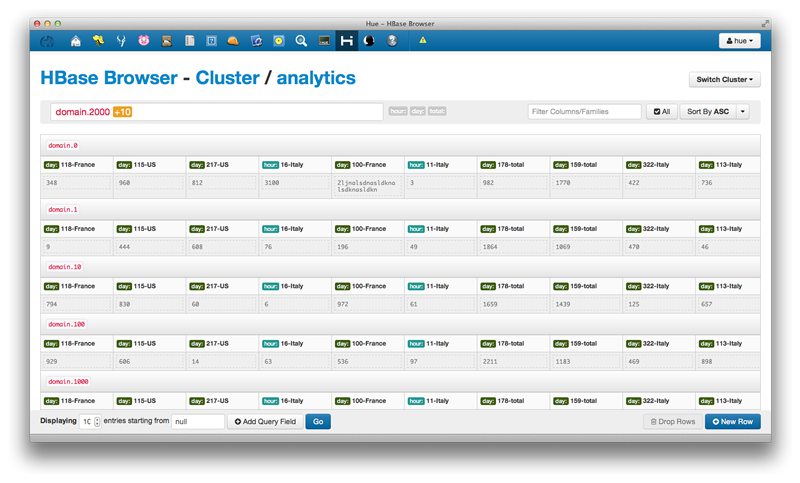 Hue - HBase Browser
hue
HBase Browser - Cluster / analytics
Switch Cluster
domain.2000 +10 hour: day: total: Filter Columns/Families All Sort By ASC
domain.0
day: 118-France day: 115-US day: 217-US hour: 16-Italy day: 100-France hour: 11-Italy day: 178-total day: 159-total day: 322-Italy day: 113-Italy
348 960 812 3100 2ljnalsdnasldkna 3 982 1770 422 736
lsdknasldkn
domain.1
day: 118-France day: 115-US day: 217-US hour: 16-Italy day: 100-France hour: 11-Italy day: 178-total day: 159-total day: 322-Italy day: 113-Italy
9 444 608 76 196 49 1864 1069 470 46
domain.10
day: 118-France day: 115-US day: 217-US hour: 16-Italy day: 100-France hour: 11-Italy day: 178-total day: 159-total day: 322-Italy day: 113-Italy
794 830 60 6 972 61 1659 1439 125 657
domain.100
day: 118-France day: 115-US day: 217-US hour: 16-Italy day: 100-France hour: 11-Italy day: 178-total day: 159-total day: 322-Italy day: 113-Italy
929 606 14 63 536 97 2211 1183 469 898
domain.1000
day: 118-France day: 115-US day: 217-US hour: 16-Italy day: 100-France hour: 11-Italy day: 178-total day: 159-total day: 322-Italy day: 113-Italy
Displaying 10 entries starting from null Add Query Field Go Drop Rows New Row